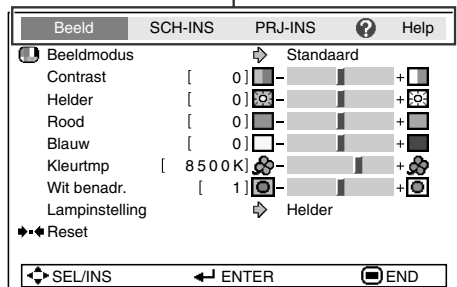 Beeld SCH-INS PRJ-INS ? Help
Beeldmodus Standaard
Contrast [ 0] - +
Helder [ 0] - +
Rood [ 0] - +
Blauw [ 0] - +
Kleurtmp [ 8500K] - +
Wit benadr. [ 1] - +
Lampinstelling Helder
Reset
SEL/INS ENTER END